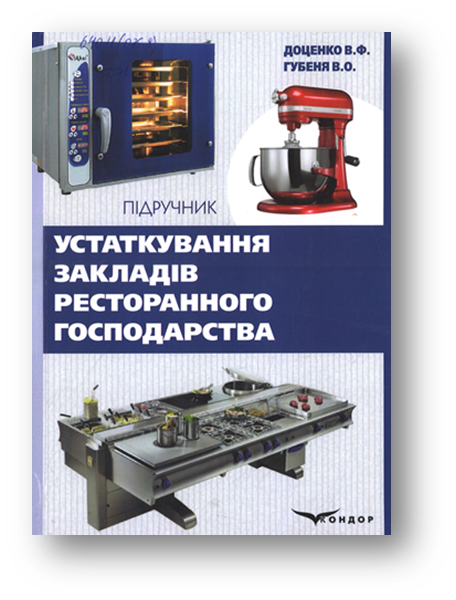 ДОЦЕНКО В.Ф.
ГУБЕНЯ В.О.
ПІДРУЧНИК
УСТАТКУВАННЯ
ЗАКЛАДІВ
РЕСТОРАННОГО
ГОСПОДАРСТВА
КОНДОР